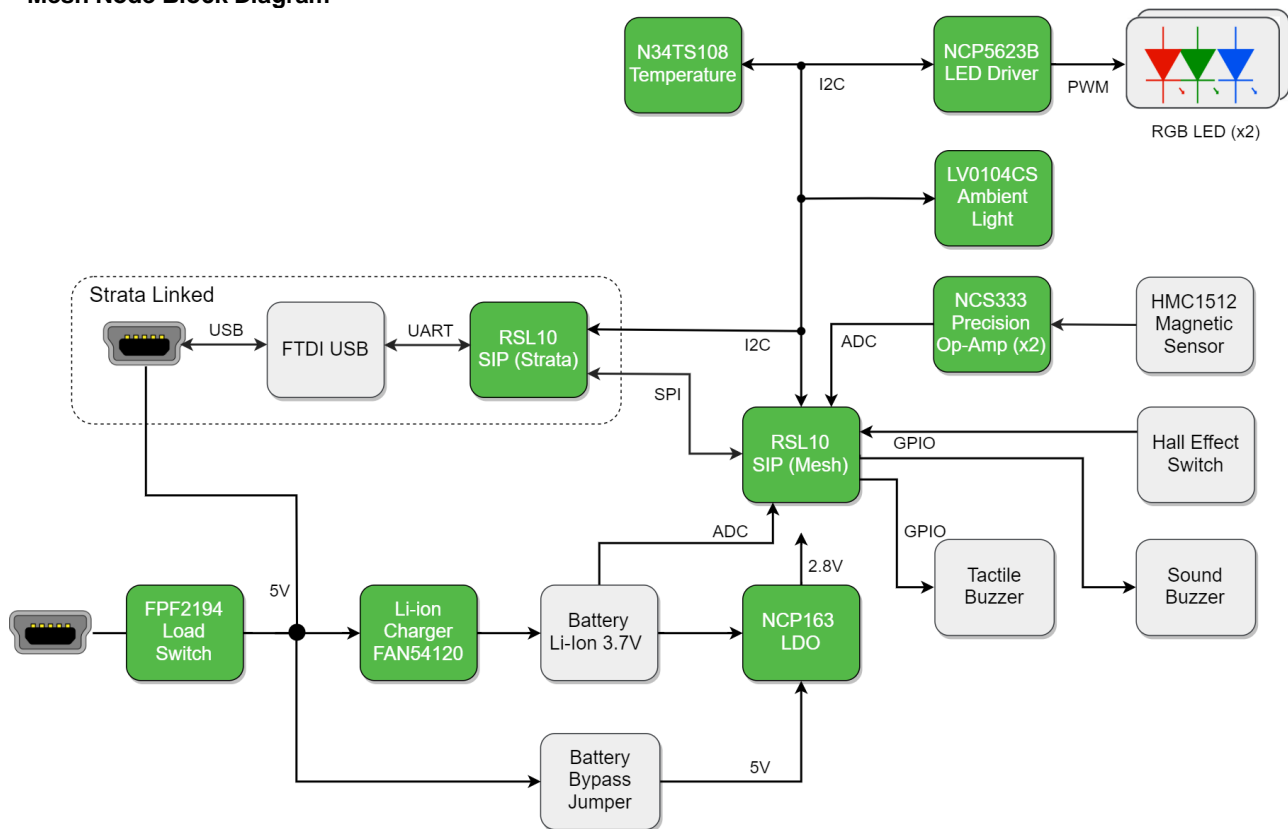 Mesh Node Block Diagram
N34TS108
Temperature
I2C
NCP5623B
LED Driver
PWM
RGB LED (x2)
LV0104CS
Ambient
Light
Strata Linked
USB
FTDI USB
UART
RSL10
SIP (Strata)
I2C
ADC
NCS333
Precision
Op-Amp (x2)
HMC1512
Magnetic
Sensor
SPI
RSL10
SIP (Mesh)
GPIO
Hall Effect
Switch
GPIO
ADC
Tactile
Buzzer
Sound
Buzzer
5V
2.8V
FPF2194
Load
Switch
Li-ion
Charger
FAN54120
Battery
Li-Ion 3.7V
NCP163
LDO
Battery
Bypass
Jumper
5V